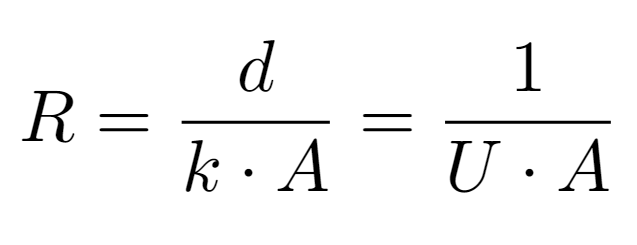 R = d / (k · A) = 1 / (U · A)